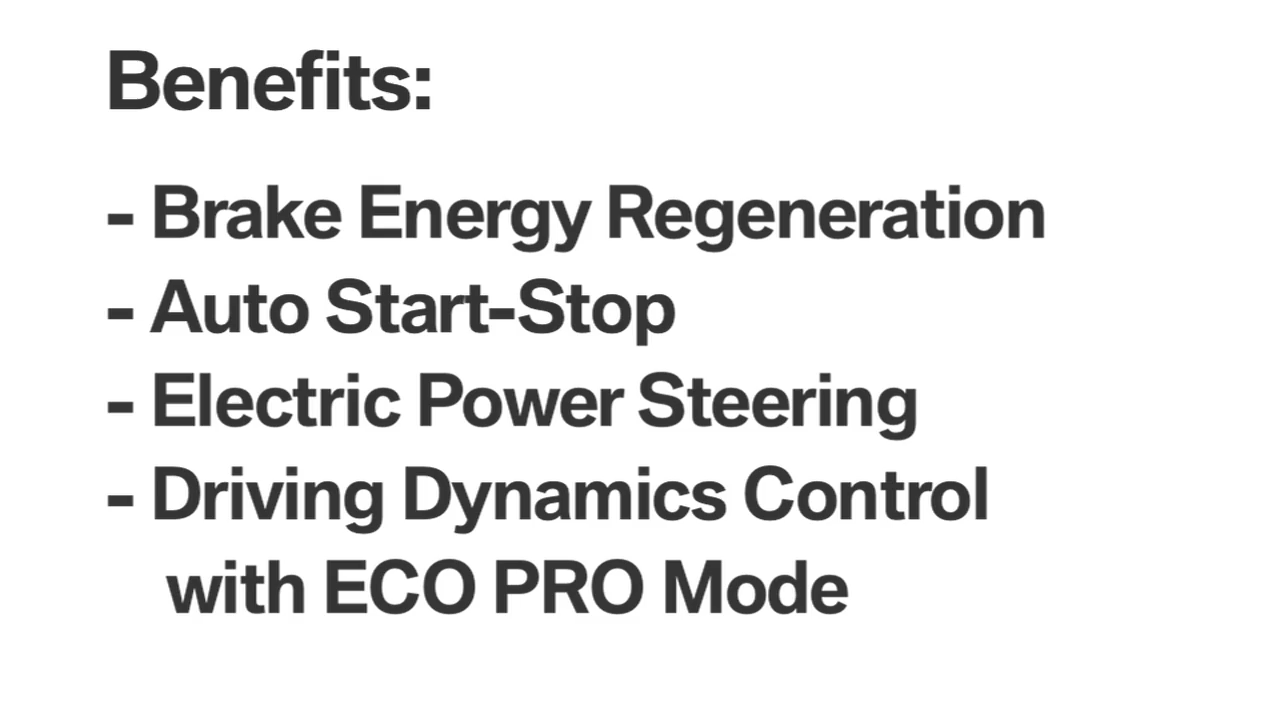 Benefits:
- Brake Energy Regeneration
- Auto Start-Stop
- Electric Power Steering
- Driving Dynamics Control
with ECO PRO Mode